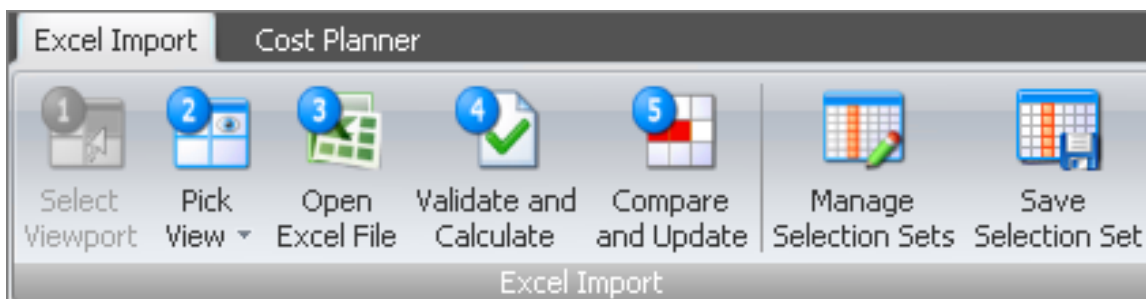 Excel Import Cost Planner
1 2 3 4 5
Select Pick Open Validate and Compare Manage Save
Viewport View Excel File Calculate and Update Selection Sets Selection Set
Excel Import